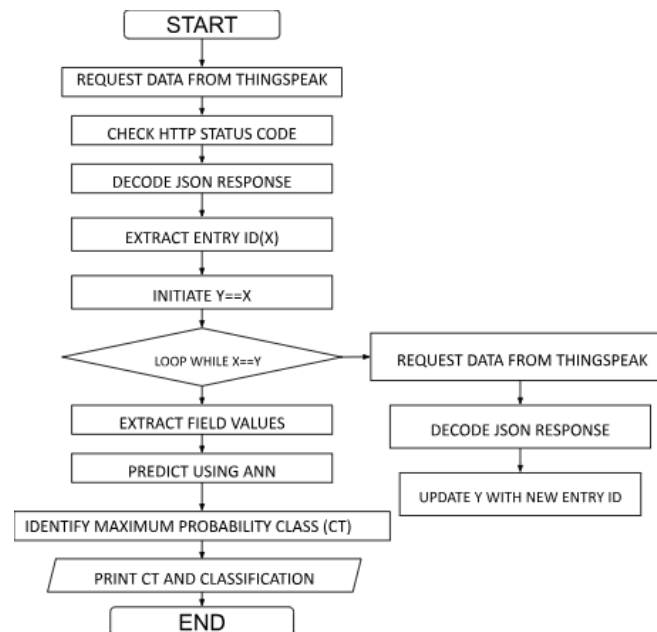 START
REQUEST DATA FROM THINGSPEAK
CHECK HTTP STATUS CODE
DECODE JSON RESPONSE
EXTRACT ENTRY ID(X)
INITIATE Y==X
LOOP WHILE X==Y
REQUEST DATA FROM THINGSPEAK
DECODE JSON RESPONSE
UPDATE Y WITH NEW ENTRY ID
EXTRACT FIELD VALUES
PREDICT USING ANN
IDENTIFY MAXIMUM PROBABILITY CLASS (CT)
PRINT CT AND CLASSIFICATION
END